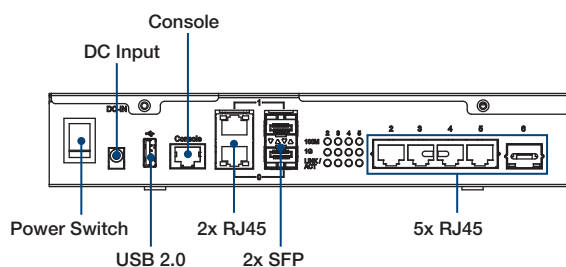 Console
DC Input
DC-IN
Console
1
0
2 3 4 5
100M
1G
LINK/
ACT
2 3 4 5 6
Power Switch
2x RJ45
5x RJ45
USB 2.0
2x SFP